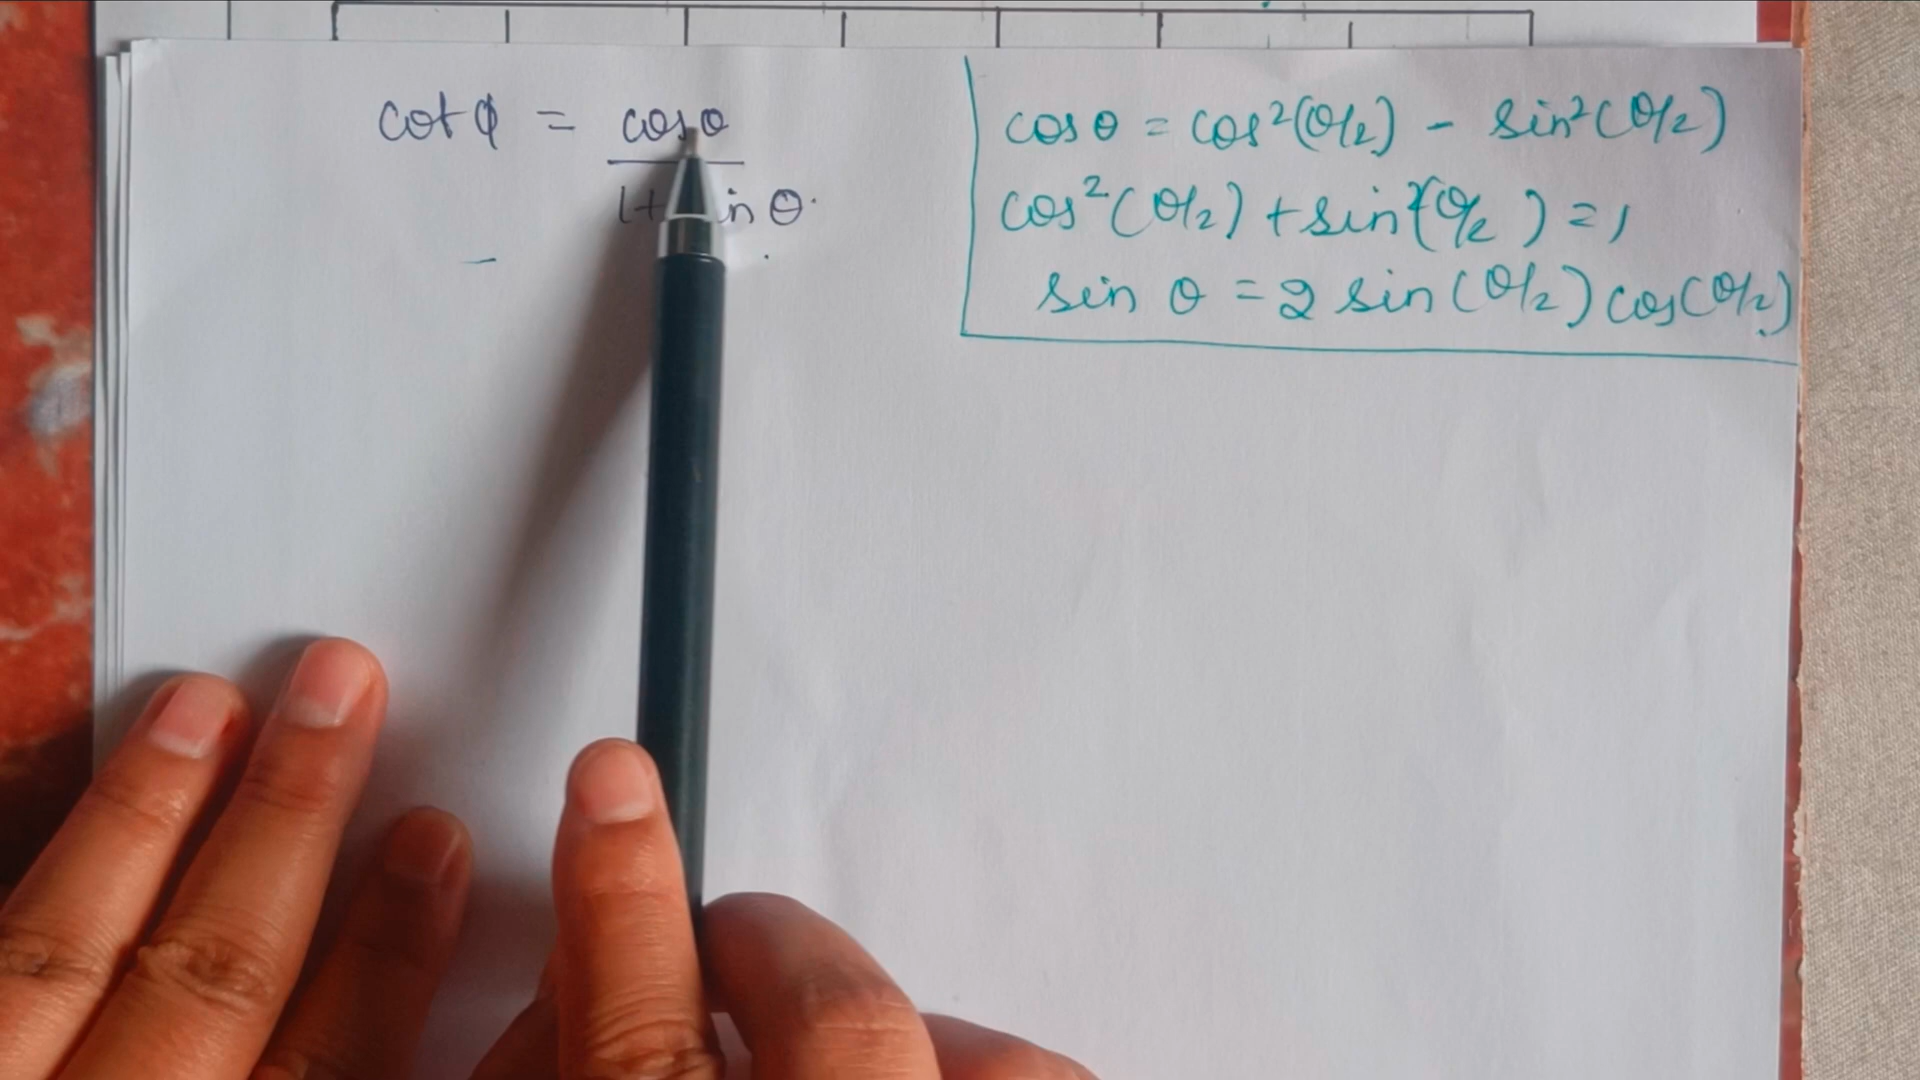 cot ϕ = cos θ
1+ in θ.
cos θ = cos²(θ/2) - sin²(θ/2)
cos²(θ/2) + sin²(θ/2) = 1
sin θ = 2 sin(θ/2) cos(θ/2)